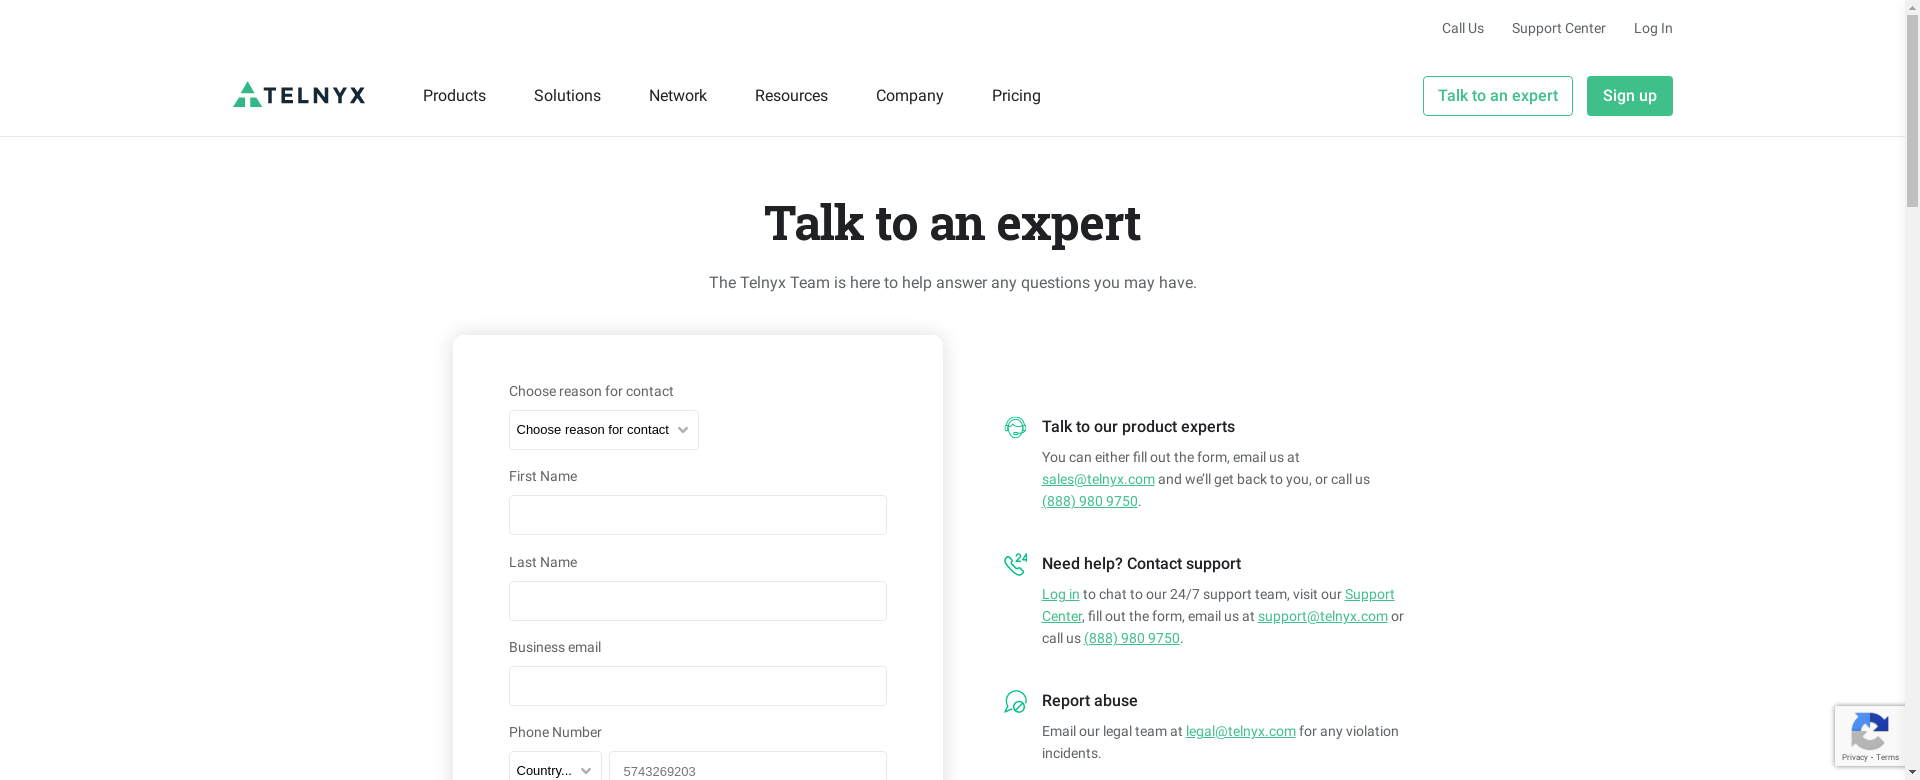 Call Us Support Center Log In
TELNYX Products Solutions Network Resources Company Pricing Talk to an expert Sign up
Talk to an expert
The Telnyx Team is here to help answer any questions you may have.
Choose reason for contact
Choose reason for contact
First Name
Last Name
Business email
Phone Number
Country... 5743269203
Talk to our product experts
You can either fill out the form, email us at
sales@telnyx.com and we’ll get back to you, or call us
(888) 980 9750.
24
Need help? Contact support
Log in to chat to our 24/7 support team, visit our Support
Center, fill out the form, email us at support@telnyx.com or
call us (888) 980 9750.
Report abuse
Email our legal team at legal@telnyx.com for any violation
incidents.
Privacy - Terms